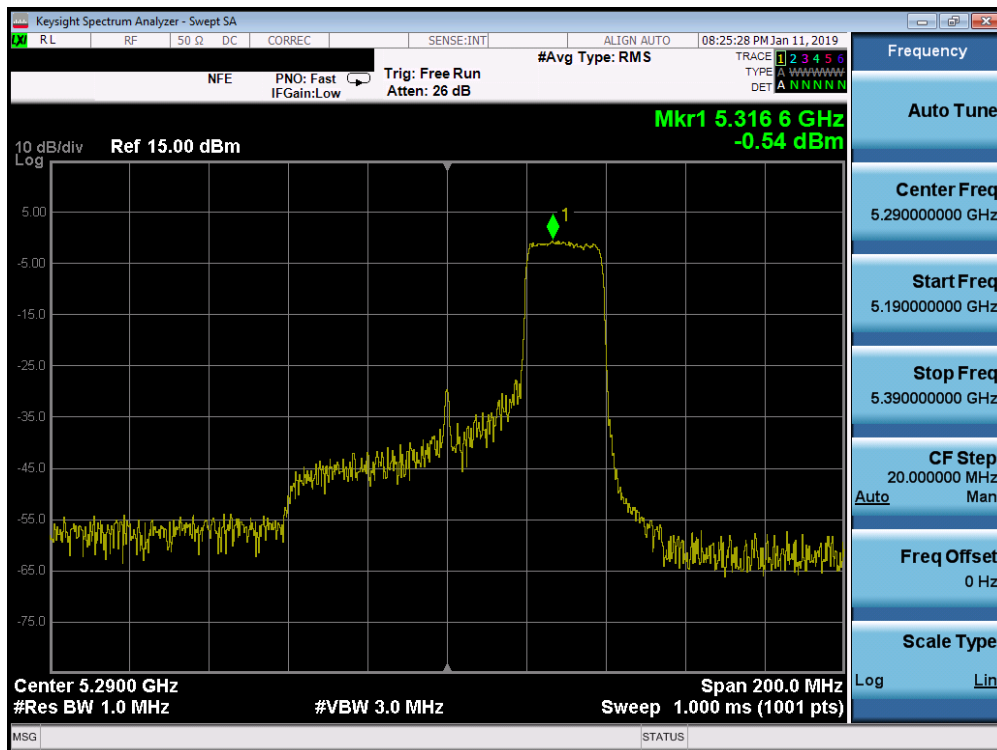 Keysight Spectrum Analyzer - Swept SA
LXI RL RF 50 Ω DC CORREC SENSE:INT ALIGN AUTO 08:25:28 PM Jan 11, 2019
NFE PNO: Fast Trig: Free Run #Avg Type: RMS TRACE 1 2 3 4 5 6
IFGain:Low Atten: 26 dB TYPE A WWWWW
DET A N N N N N
Mkr1 5.316 6 GHz
-0.54 dBm
10 dB/div Ref 15.00 dBm
Log
1
5.00
-5.00
-15.0
-25.0
-35.0
-45.0
-55.0
-65.0
-75.0
Center 5.2900 GHz Span 200.0 MHz
#Res BW 1.0 MHz #VBW 3.0 MHz Sweep 1.000 ms (1001 pts)
MSG STATUS
Frequency
Auto Tune
Center Freq
5.290000000 GHz
Start Freq
5.190000000 GHz
Stop Freq
5.390000000 GHz
CF Step
20.000000 MHz
Auto Man
Freq Offset
0 Hz
Scale Type
Log Lin